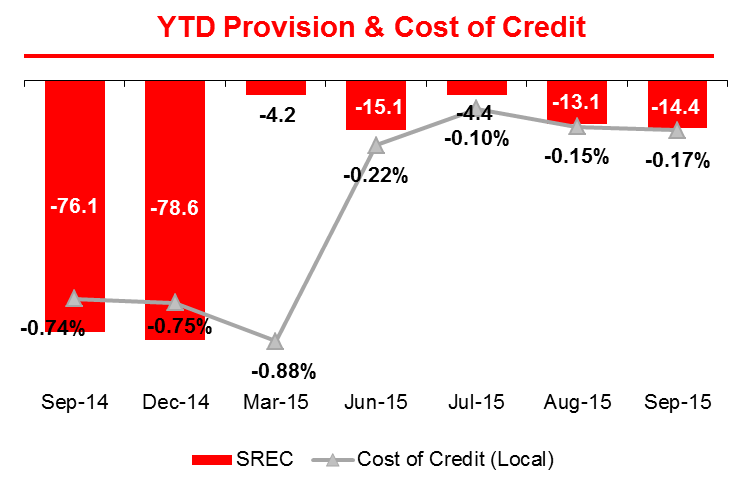 YTD Provision & Cost of Credit
-76.1 -78.6 -4.2 -15.1 -4.4 -13.1 -14.4
-0.74% -0.75% -0.88% -0.22% -0.10% -0.15% -0.17%
Sep-14 Dec-14 Mar-15 Jun-15 Jul-15 Aug-15 Sep-15
SREC Cost of Credit (Local)